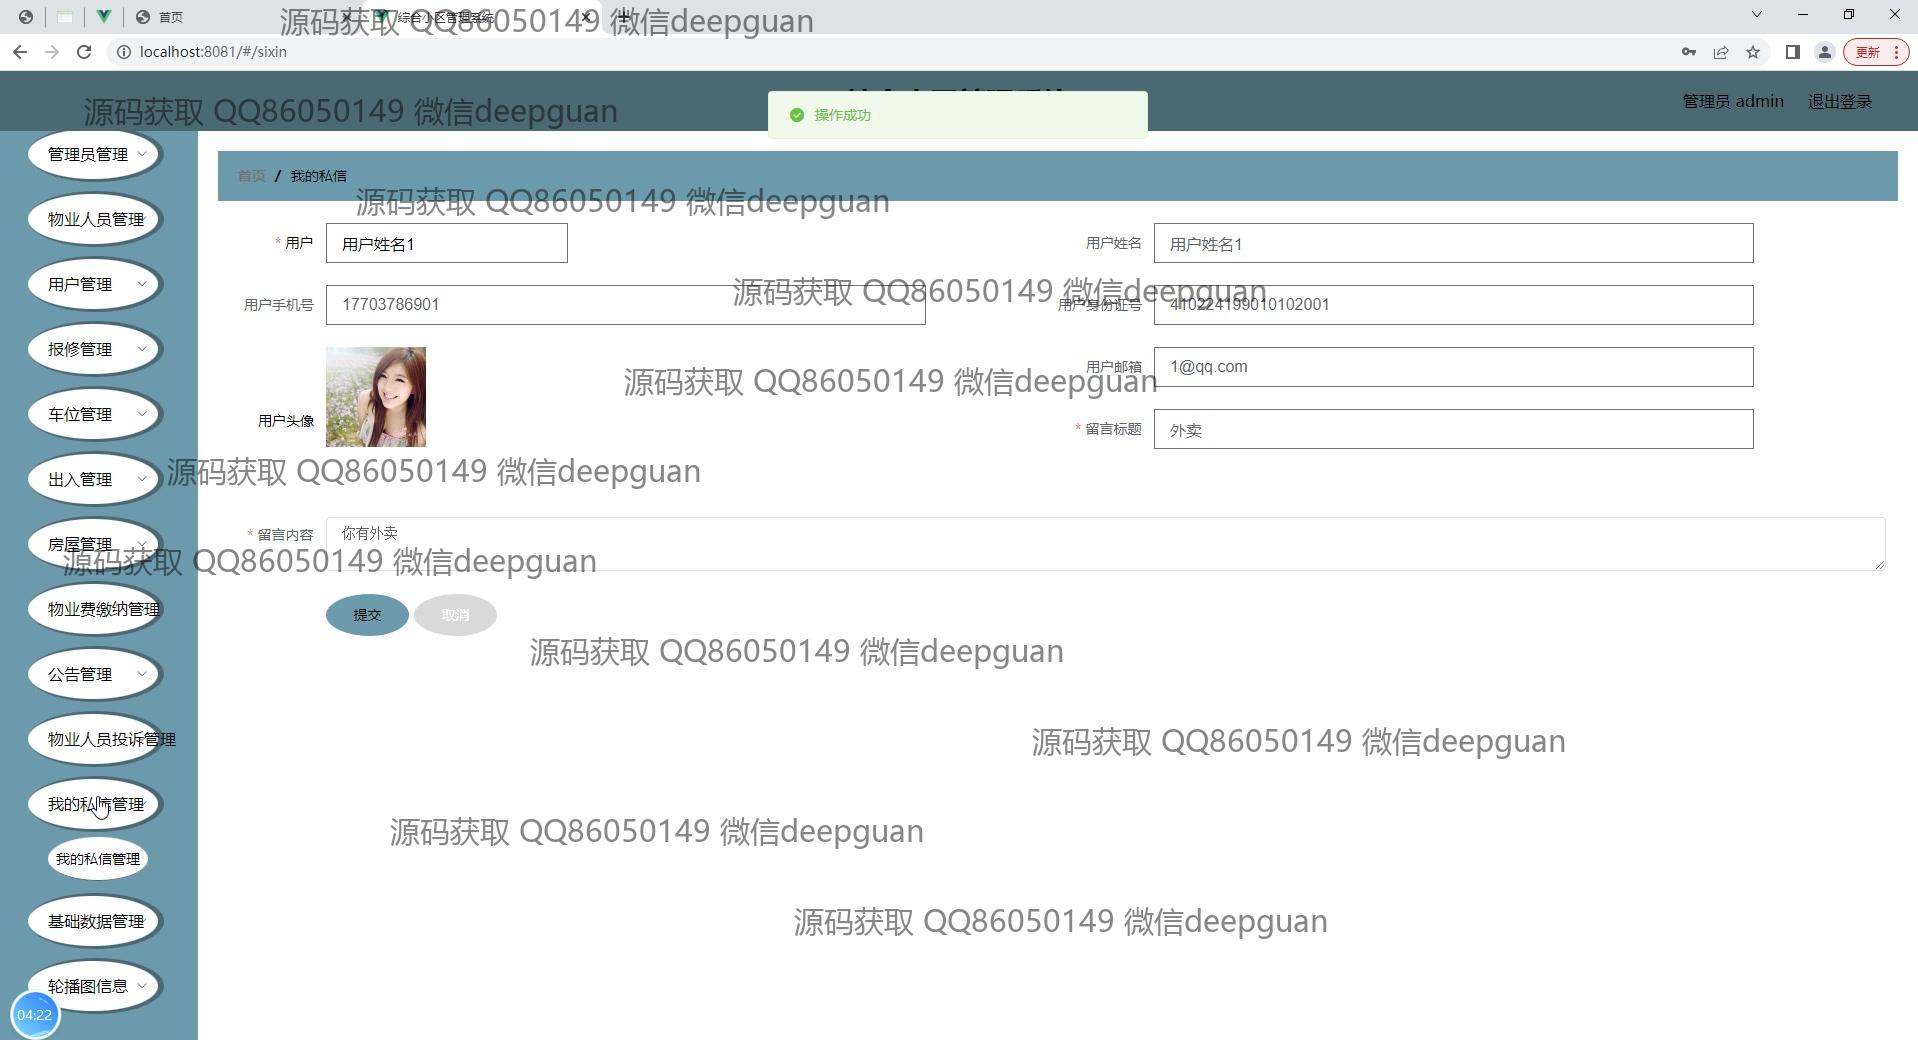 首页
综合小区管理系统
源码获取 QQ86050149 微信deepguan
localhost:8081/#/sixin
更新
源码获取 QQ86050149 微信deepguan
操作成功
管理员 admin
退出登录
管理员管理
物业人员管理
用户管理
报修管理
车位管理
出入管理
房屋管理
物业费缴纳管理
公告管理
物业人员投诉管理
我的私信管理
我的私信管理
基础数据管理
轮播图信息
04:22
首页 / 我的私信
源码获取 QQ86050149 微信deepguan
* 用户 用户姓名1
用户姓名 用户姓名1
源码获取 QQ86050149 微信deepguan
用户手机号 17703786901
用户身份证号 410224199010102001
用户邮箱 1@qq.com
源码获取 QQ86050149 微信deepguan
用户头像
* 留言标题 外卖
源码获取 QQ86050149 微信deepguan
* 留言内容 你有外卖
源码获取 QQ86050149 微信deepguan
提交
取消
源码获取 QQ86050149 微信deepguan
源码获取 QQ86050149 微信deepguan
源码获取 QQ86050149 微信deepguan
源码获取 QQ86050149 微信deepguan